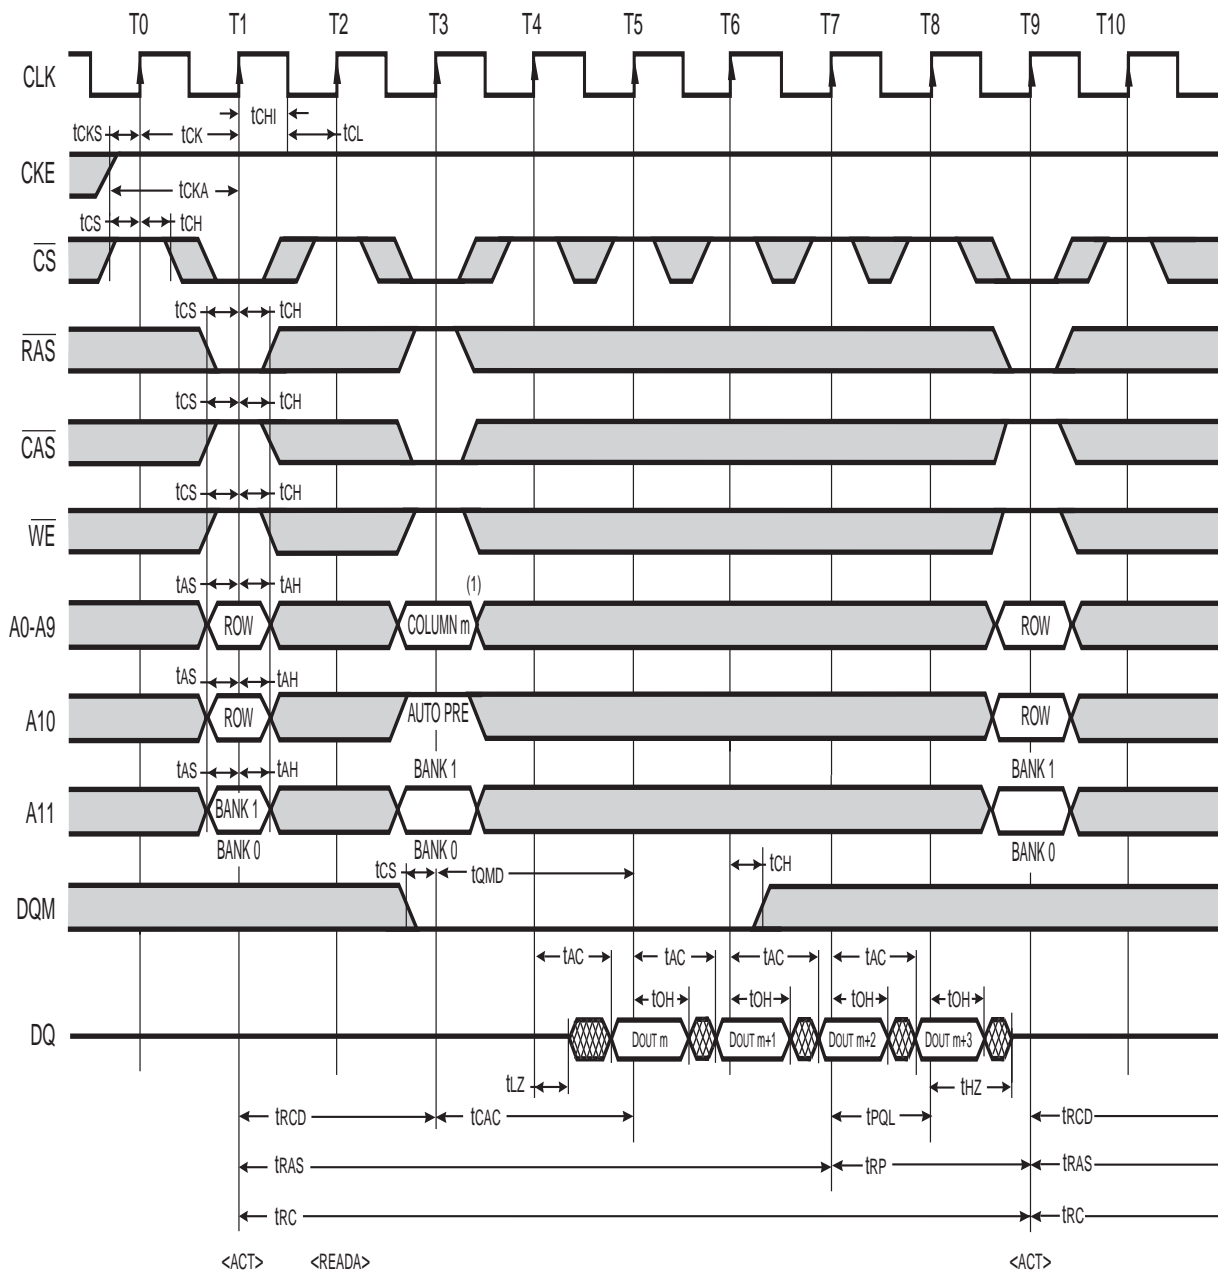 T0 T1 T2 T3 T4 T5 T6 T7 T8 T9 T10
CLK
tCHI
tCKS tCK tCL
CKE
tCKA
tCS tCH
CS
tCS tCH
RAS
tCS tCH
CAS
tCS tCH
WE
tAS tAH (1)
A0-A9 ROW COLUMN m ROW
tAS tAH
A10 ROW AUTO PRE ROW
tAS tAH BANK 1 BANK 1
A11 BANK 1
BANK 0 BANK 0 BANK 0
tCS tQMD tCH
DQM
tAC tAC tAC tAC
tOH tOH tOH tOH
DQ DOUT m DOUT m+1 DOUT m+2 DOUT m+3
tLZ tHZ
tRCD tCAC tPQL tRCD
tRAS tRP tRAS
tRC tRC
<ACT> <READA> <ACT>